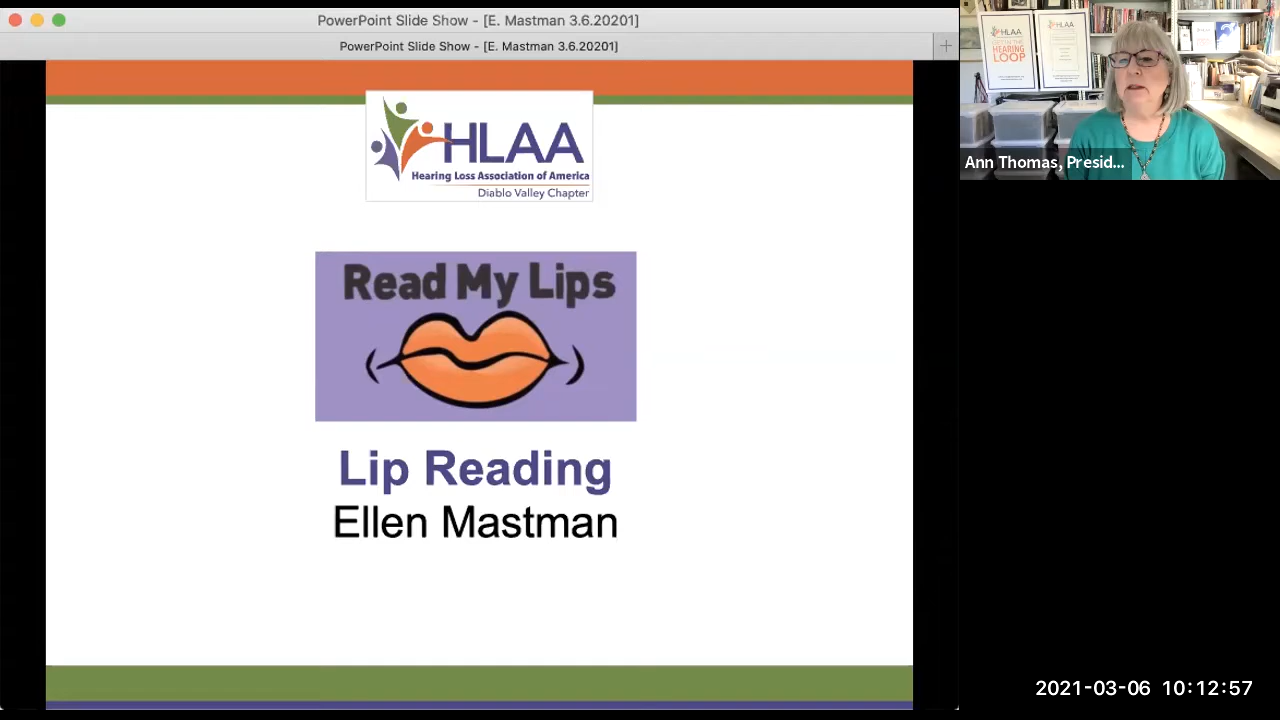 PowerPoint Slide Show - [E. Mastman 3.6.20201]
PowerPoint Slide Show - [E. Mastman 3.6.20201]
HLAA
Hearing Loss Association of America
Diablo Valley Chapter
Read My Lips
Lip Reading
Ellen Mastman
HLAA
HEARING
LOOP
HLAA
Ann Thomas, Presid...
2021-03-06 10:12:57